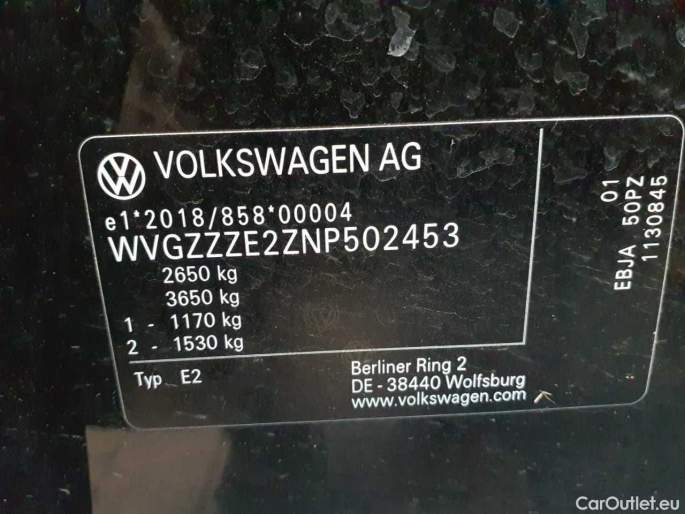 VOLKSWAGEN AG
e1*2018/858*00004
WVGZZZE2ZNP502453
2650 kg
3650 kg
1 - 1170 kg
2 - 1530 kg
Typ E2
Berliner Ring 2
DE - 38440 Wolfsburg
www.volkswagen.com
01
EBJA 50PZ
1130845
CarOutlet.eu